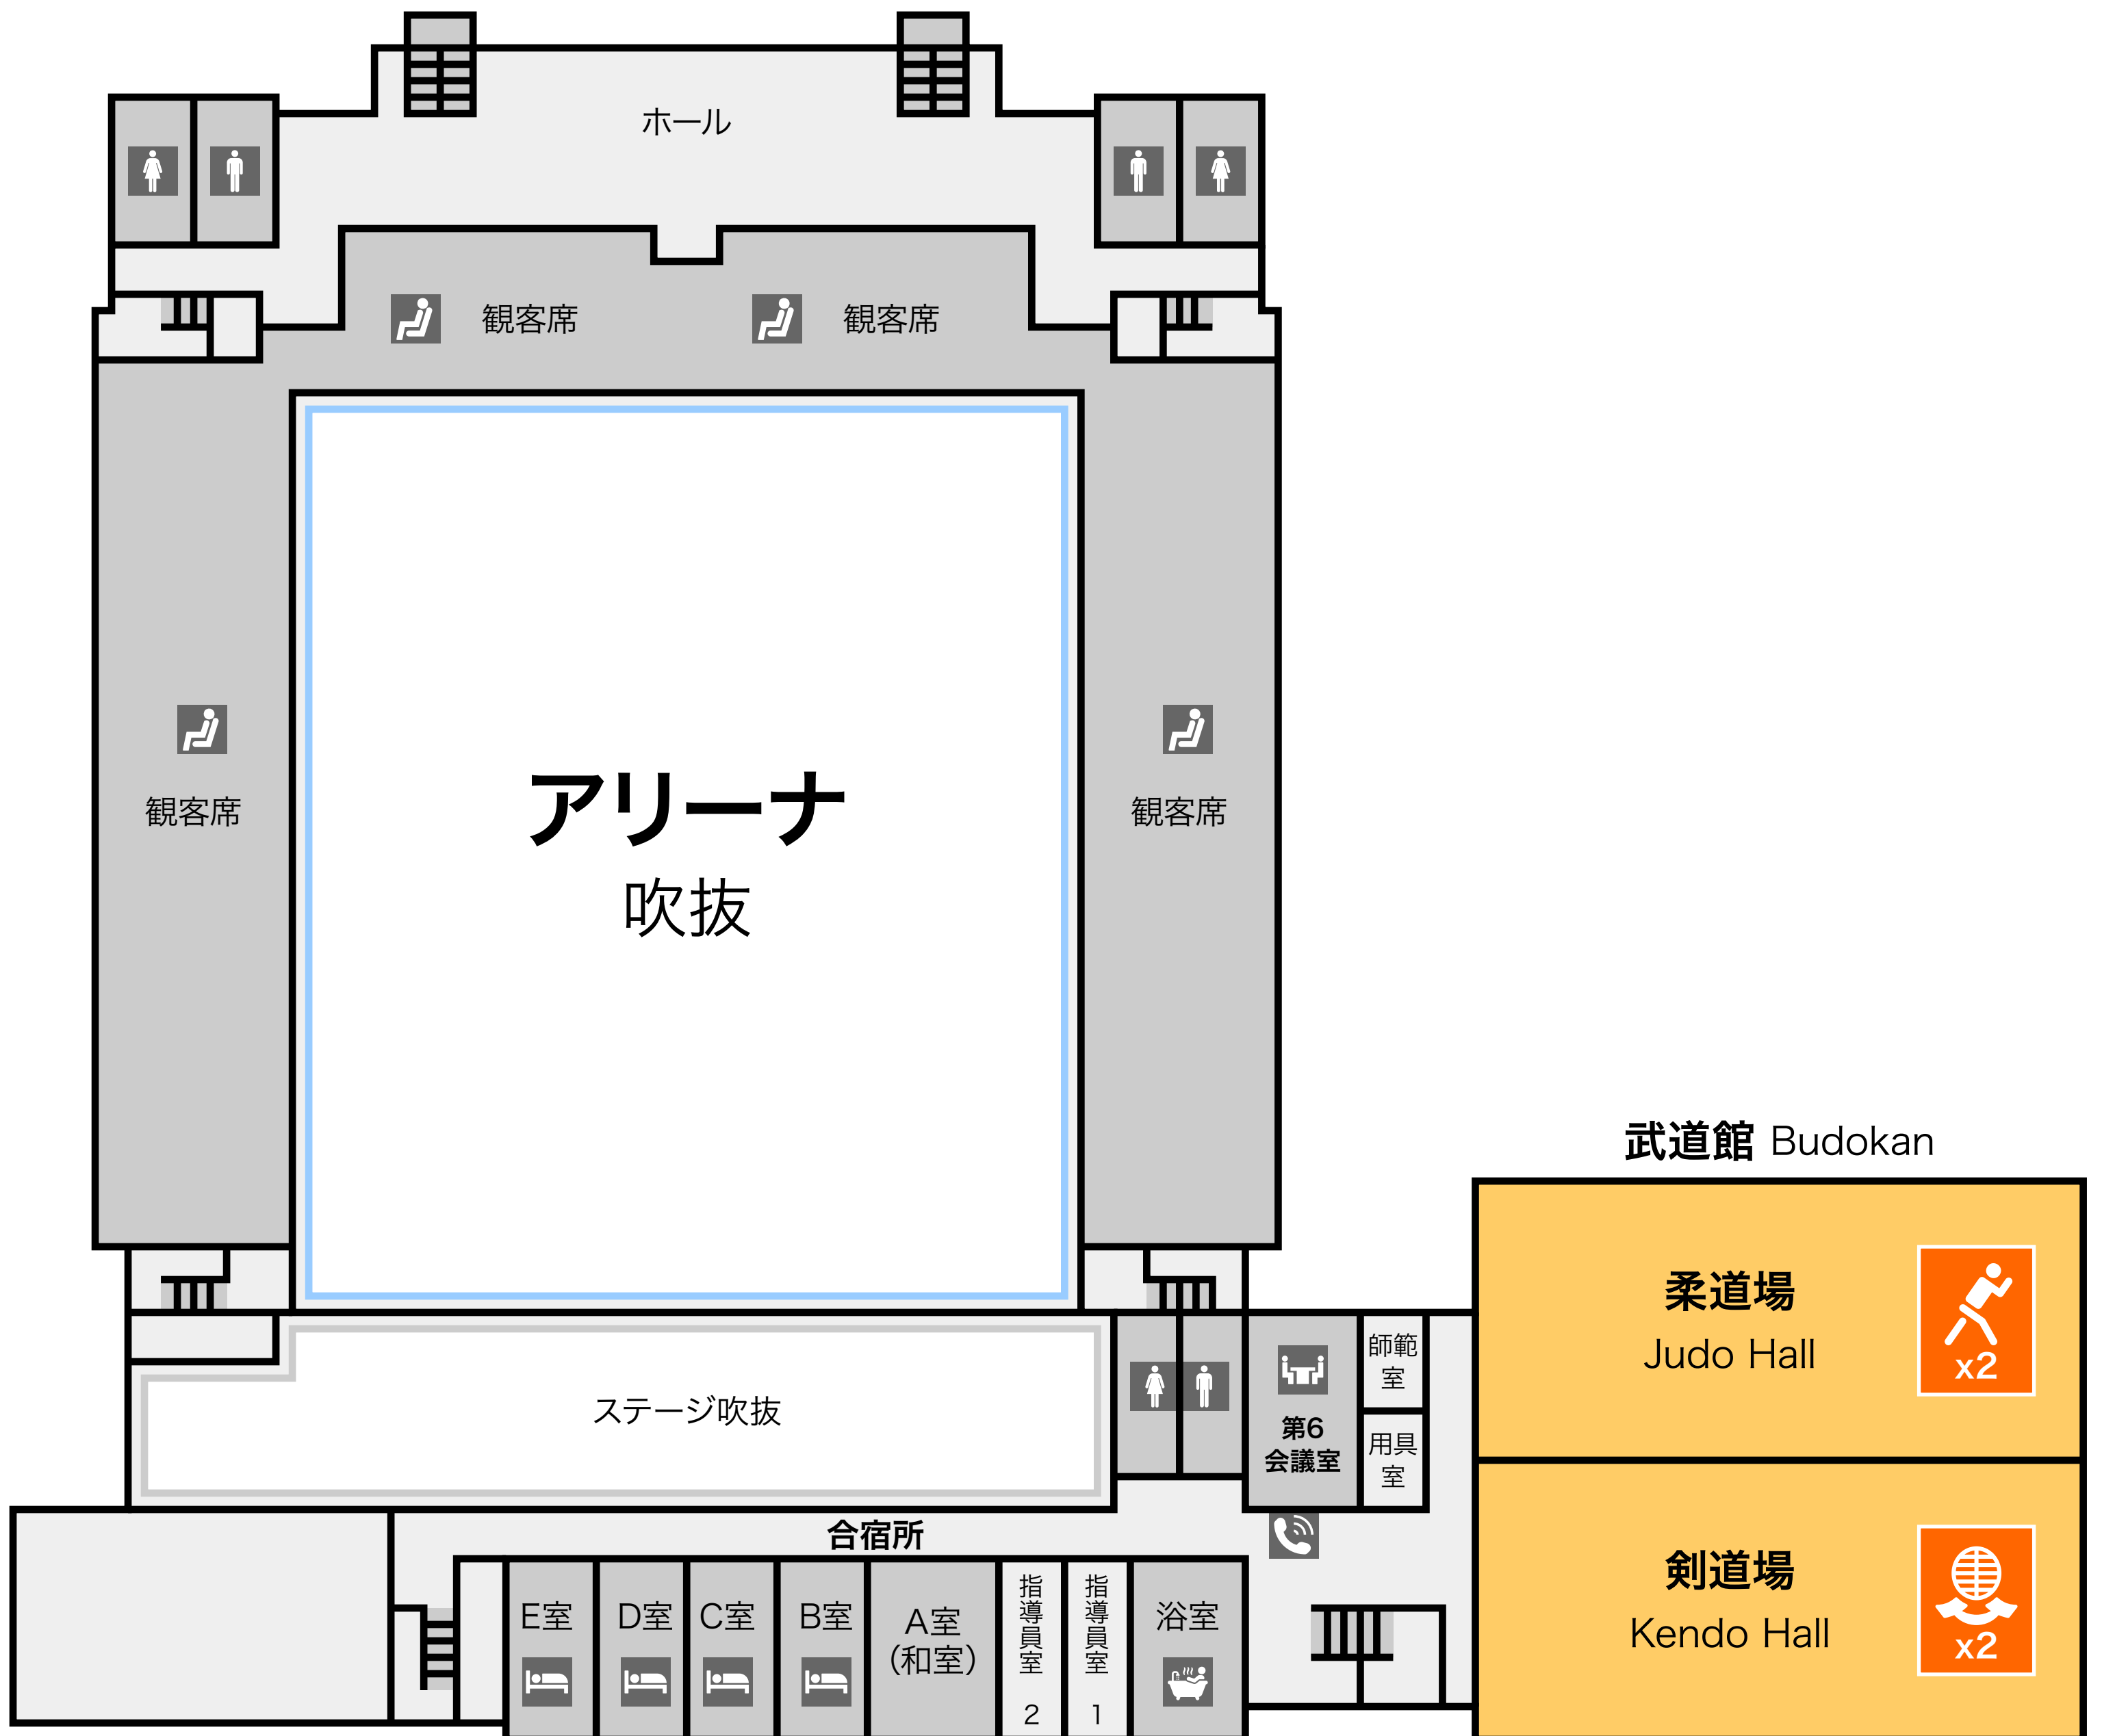 ホール
観客席
観客席
観客席
アリーナ
吹抜
観客席
武道館 Budokan
柔道場
Judo Hall
x2
剣道場
Kendo Hall
x2
師範
室
用具
室
第6
会議室
ステージ吹抜
合宿所
E室
D室
C室
B室
A室
(和室)
指導員室 2
指導員室 1
浴室